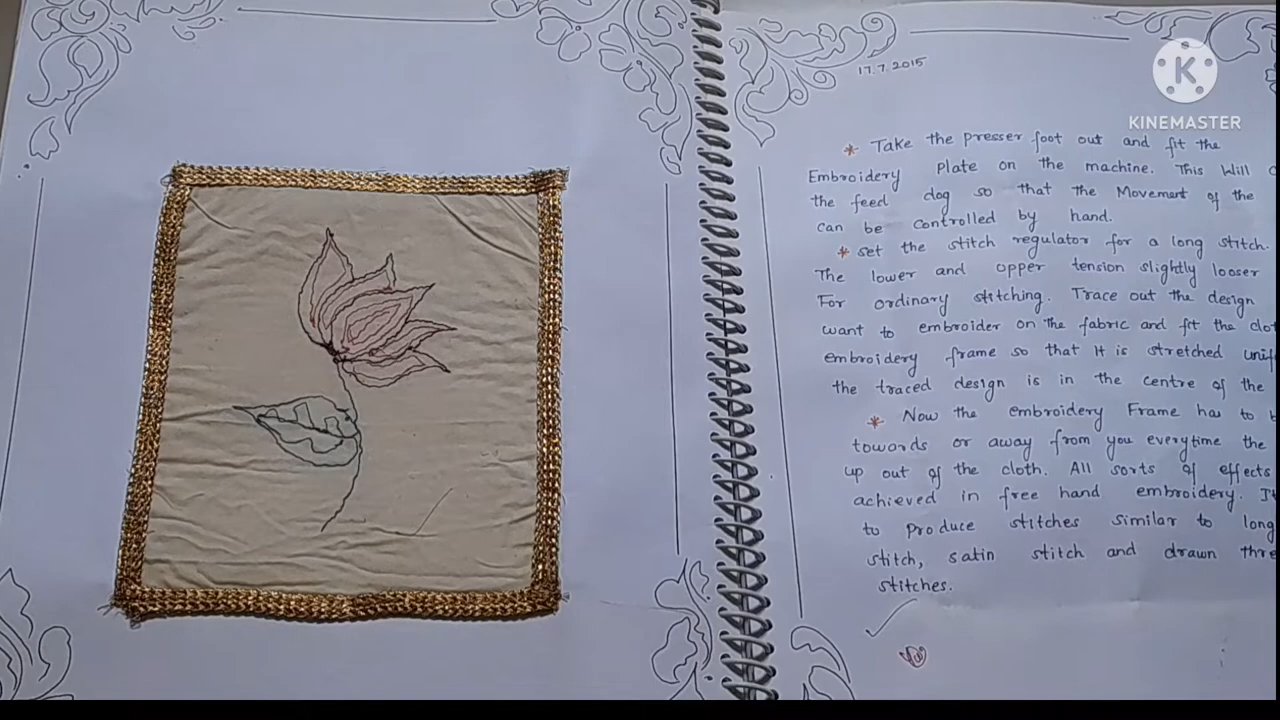 17.7.2015
KINEMASTER
* Take the presser foot out and fit the
Embroidery Plate on the machine. This Will
the feed dog so that the Movement of the
can be controlled by hand.
* set the stitch regulator for a long stitch.
The lower and opper tension slightly looser
For ordinary stitching. Trace out the design
want to embroider on the fabric and fit the
embroidery frame so that it is stretched
the traced design is in the centre of the
* Now the embroidery Frame has to
towards or away from you everytime the
up out of the cloth. All sorts of effects
achieved in free hand embroidery.
to produce stitches similar to long
stitch, satin stitch and drawn
stitches.